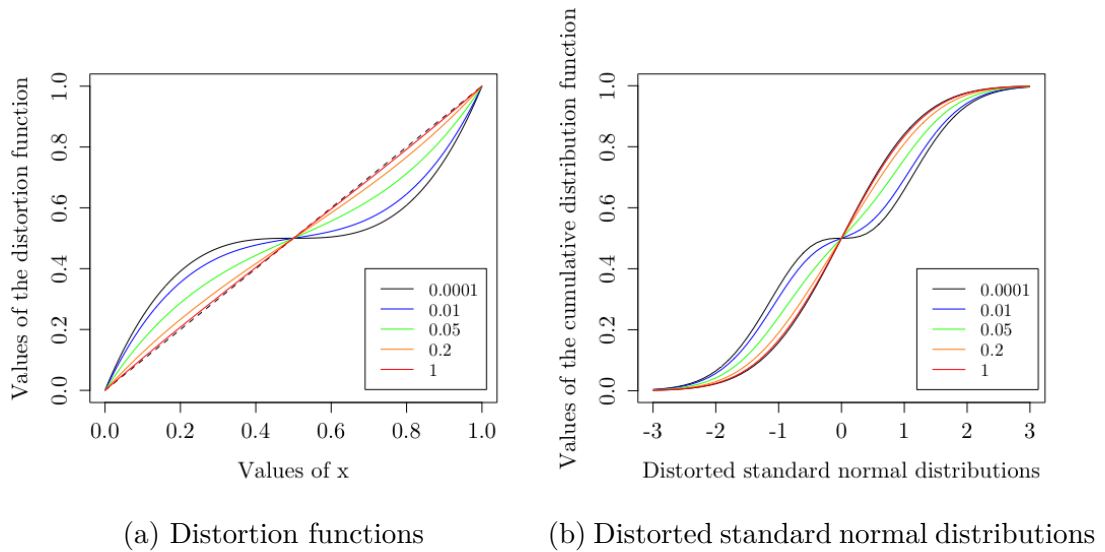 Values of the distortion function
0.0 0.2 0.4 0.6 0.8 1.0
0.0001
0.01
0.05
0.2
1
0.0 0.2 0.4 0.6 0.8 1.0
Values of x
(a) Distortion functions
Values of the cumulative distribution function
0.0 0.2 0.4 0.6 0.8 1.0
0.0001
0.01
0.05
0.2
1
-3 -2 -1 0 1 2 3
Distorted standard normal distributions
(b) Distorted standard normal distributions